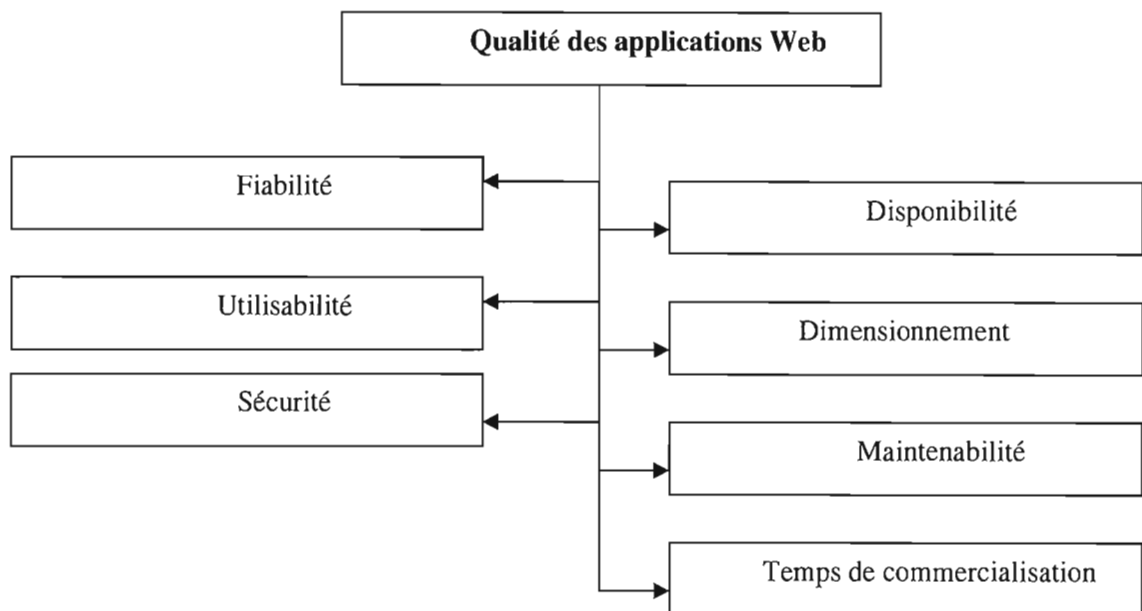 Qualité des applications Web
Fiabilité
Disponibilité
Utilisabilité
Dimensionnement
Sécurité
Maintenabilité
Temps de commercialisation